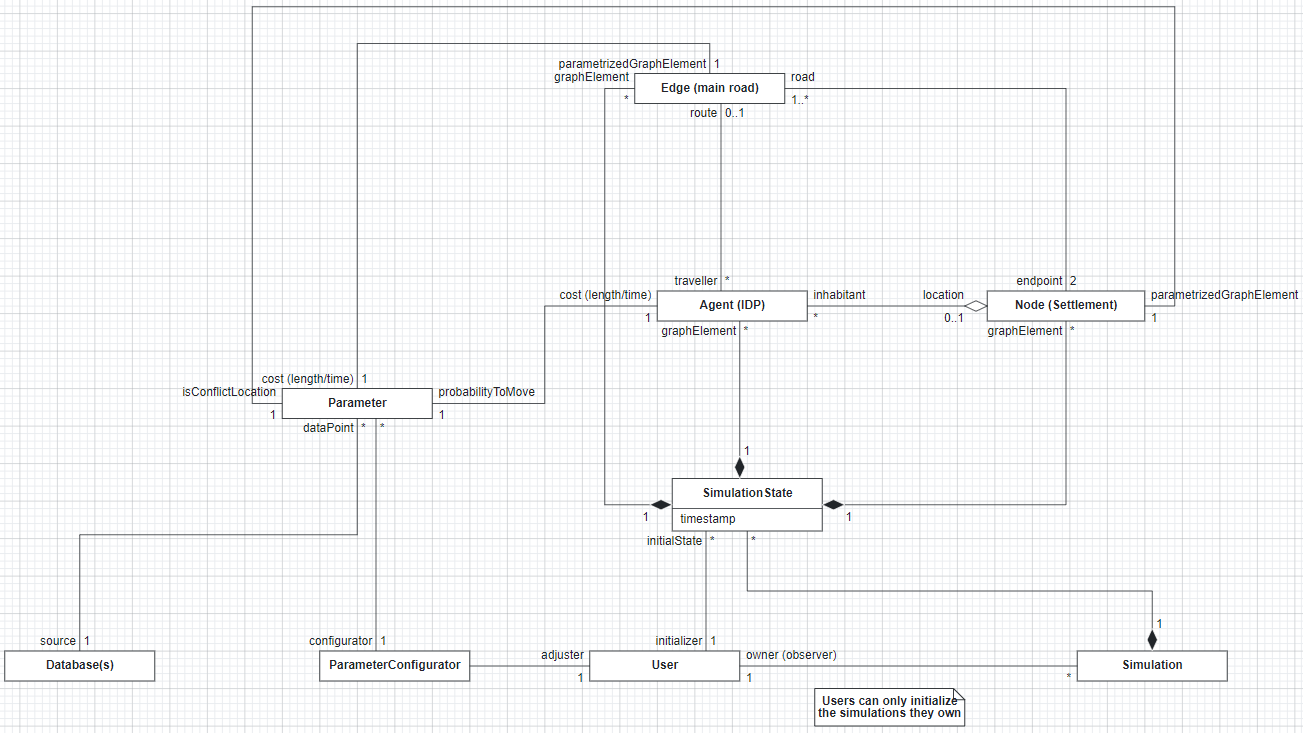 parametrizedGraphElement 1
graphElement
road
Edge (main road)
*
1..*
route 0..1
traveller *
endpoint 2
cost (length/time)
inhabitant
location
parametrizedGraphElement
Agent (IDP)
Node (Settlement)
1
*
0..1
1
graphElement *
graphElement *
cost (length/time) 1
isConflictLocation
probabilityToMove
Parameter
1
1
dataPoint * *
1
SimulationState
1
1
timestamp
initialState *
*
1
source 1
configurator 1
initializer 1
adjuster
owner (observer)
Database(s)
ParameterConfigurator
User
Simulation
1
1
*
Users can only initialize
the simulations they own